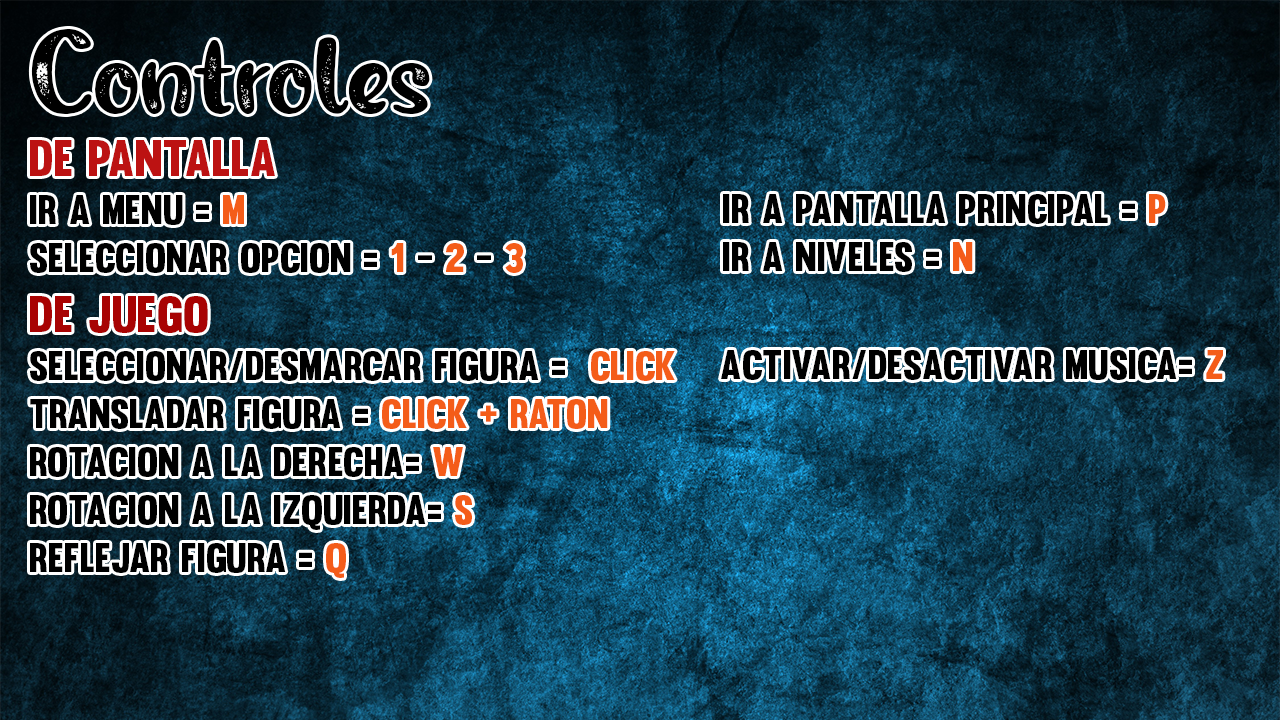 Controles
DE PANTALLA
IR A MENU = M
IR A PANTALLA PRINCIPAL = P
SELECCIONAR OPCION = 1 - 2 - 3
IR A NIVELES = N
DE JUEGO
SELECCIONAR/DESMARCAR FIGURA = CLICK
ACTIVAR/DESACTIVAR MUSICA= Z
TRANSLADAR FIGURA = CLICK + RATON
ROTACION A LA DERECHA= W
ROTACION A LA IZQUIERDA= S
REFLEJAR FIGURA = Q